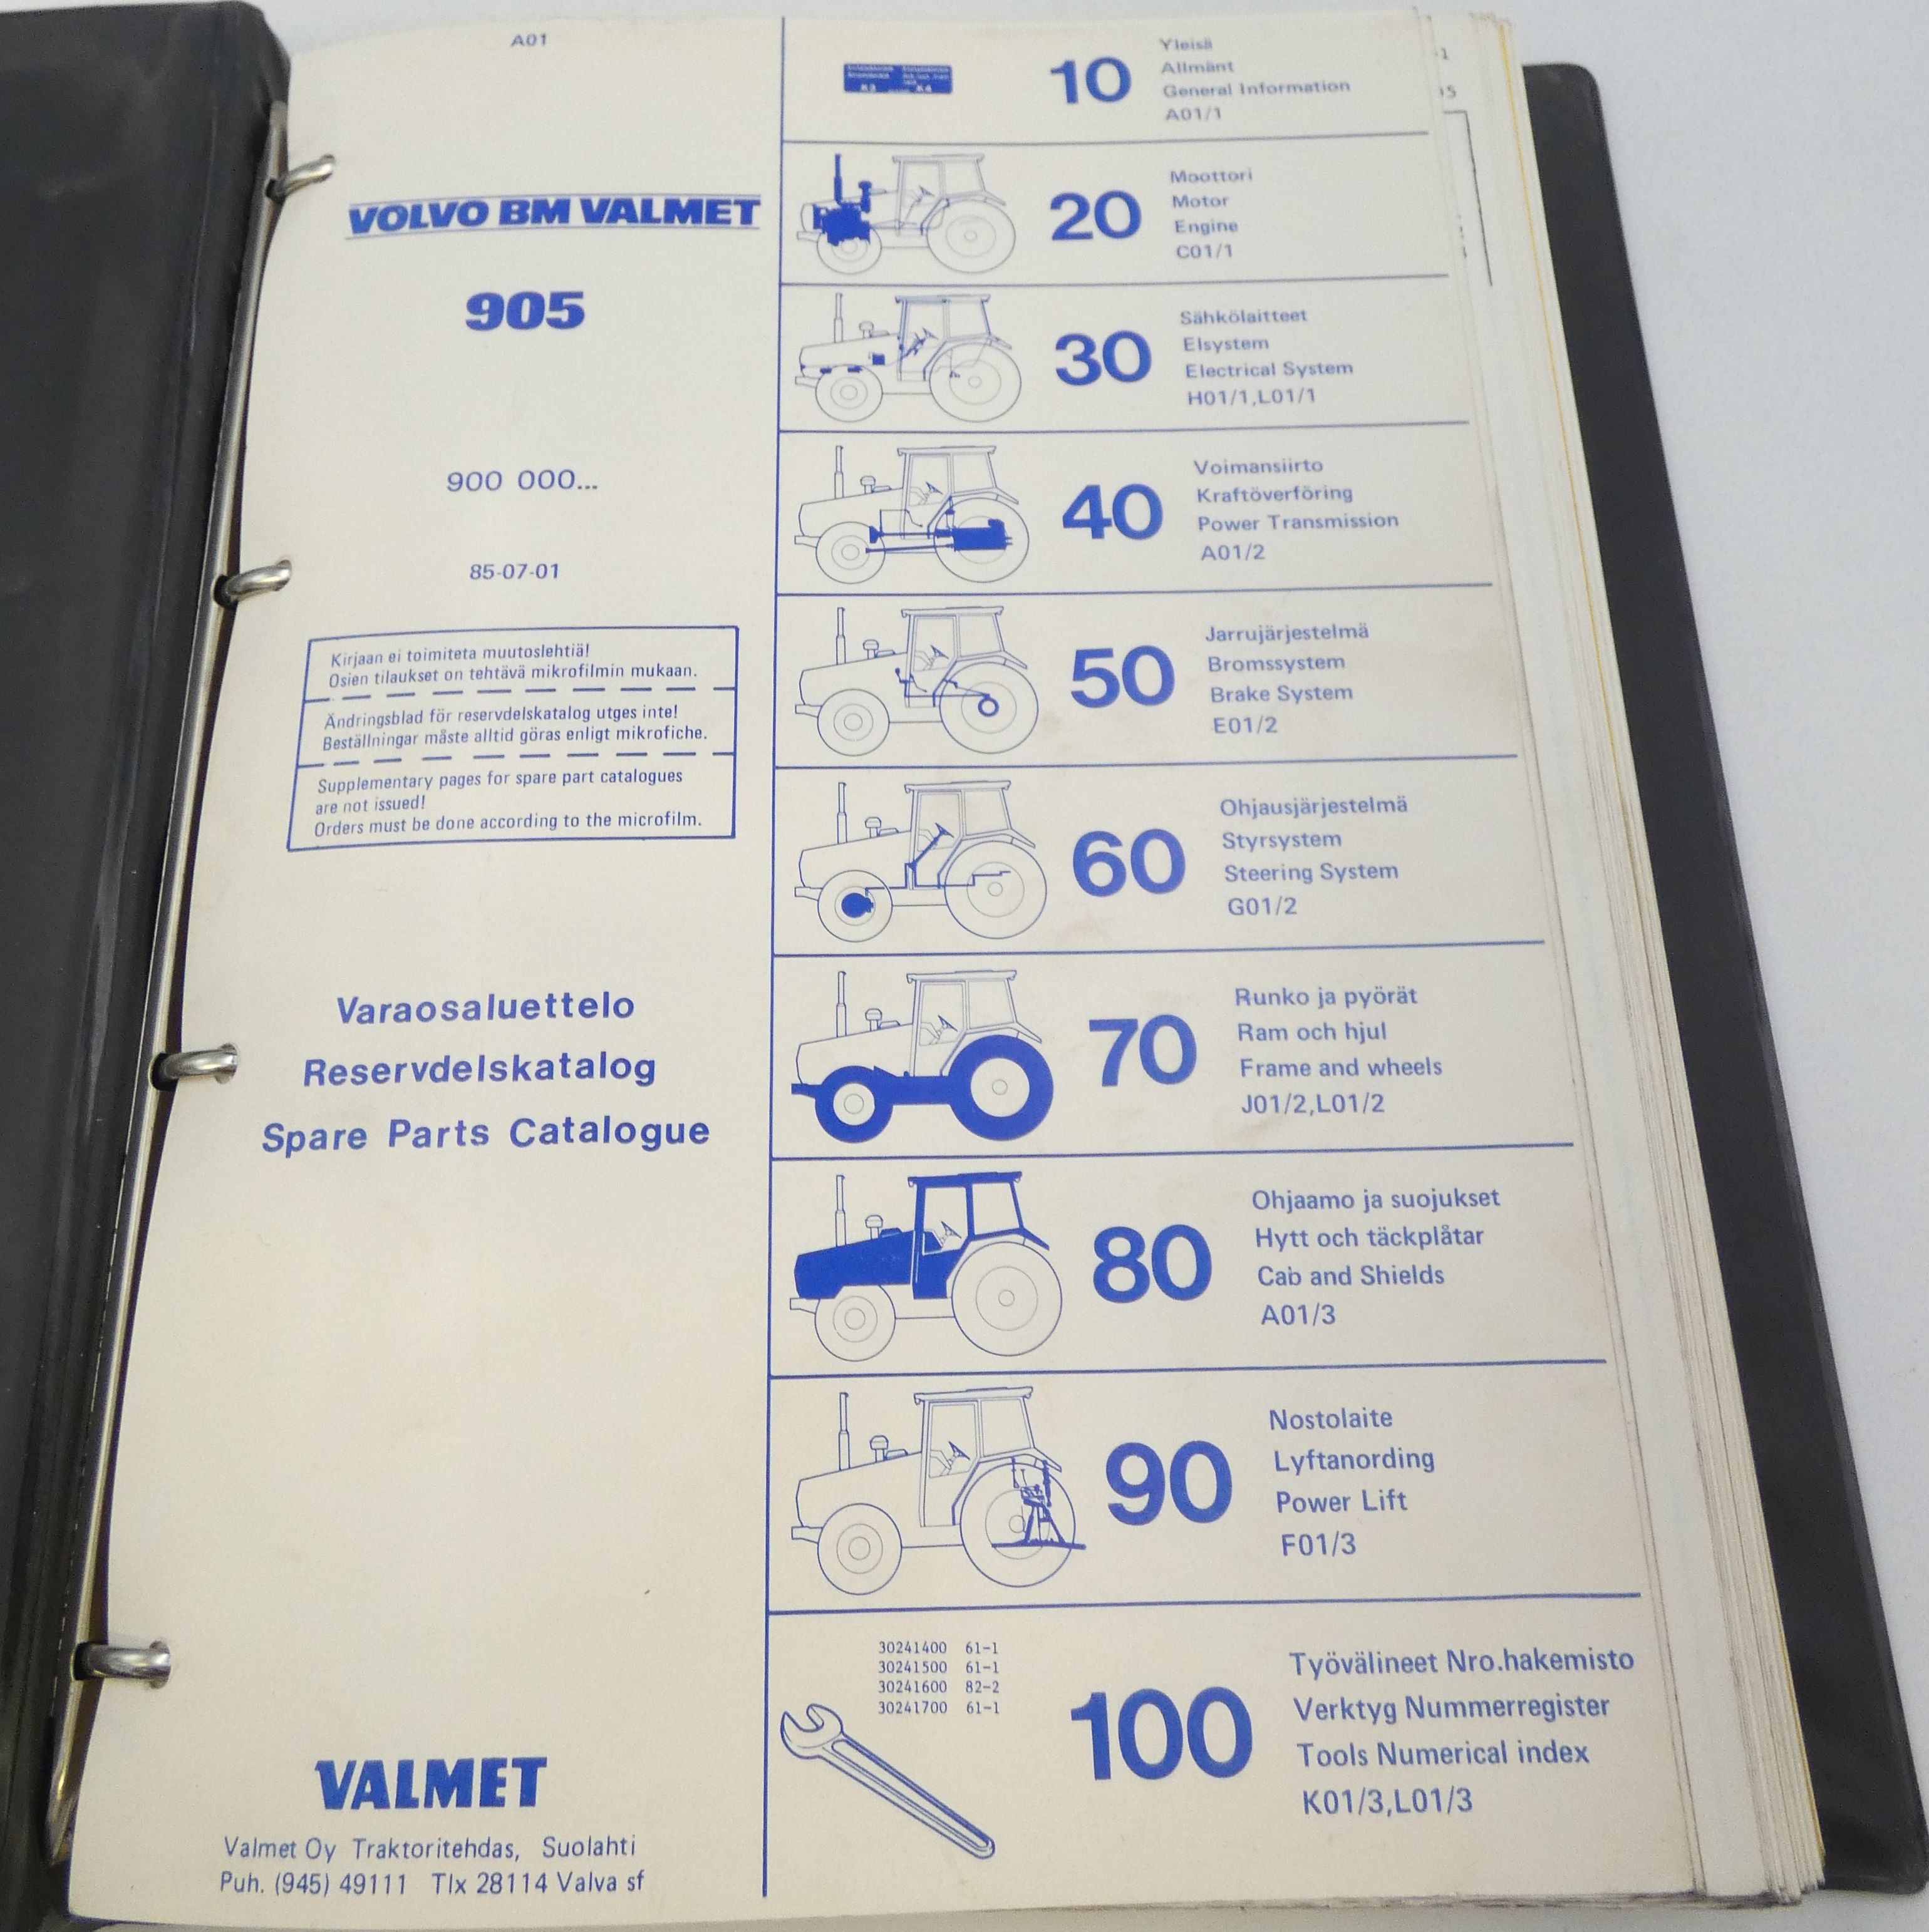 A01
VOLVO BM VALMET
905
900 000...
85-07-01
Kirjaan ei toimiteta muutoslehtiä!
Osien tilaukset on tehtävä mikrofilmin mukaan.
Ändringsblad för reservdelskatalog utges inte!
Beställningar måste alltid göras enligt mikrofiche.
Supplementary pages for spare part catalogues
are not issued!
Orders must be done according to the microfilm.
Varaosaluettelo
Reservdelskatalog
Spare Parts Catalogue
VALMET
Valmet Oy Traktoritehdas, Suolahti
Puh. (945) 49111 Tlx 28114 Valva sf
10
Yleisä
Allmänt
General Information
A01/1
20
Moottori
Motor
Engine
C01/1
30
Sähkölaitteet
Elsystem
Electrical System
H01/1,L01/1
40
Voimansiirto
Kraftöverföring
Power Transmission
A01/2
50
Jarrujärjestelmä
Bromssystem
Brake System
E01/2
60
Ohjausjärjestelmä
Styrsystem
Steering System
G01/2
70
Runko ja pyörät
Ram och hjul
Frame and wheels
J01/2,L01/2
80
Ohjaamo ja suojukset
Hytt och täckplåtar
Cab and Shields
A01/3
90
Nostolaite
Lyftanording
Power Lift
F01/3
30241400 61-1
30241500 61-1
30241600 82-2
30241700 61-1
100
Työvälineet Nro.hakemisto
Verktyg Nummerregister
Tools Numerical index
K01/3,L01/3